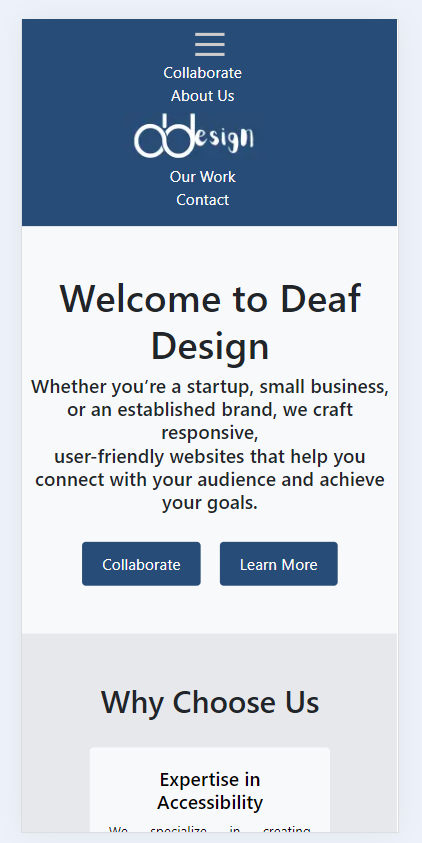 Collaborate
About Us
dDesign
Our Work
Contact
Welcome to Deaf
Design
Whether you’re a startup, small business,
or an established brand, we craft
responsive,
user-friendly websites that help you
connect with your audience and achieve
your goals.
Collaborate Learn More
Why Choose Us
Expertise in
Accessibility
We specialize in creating